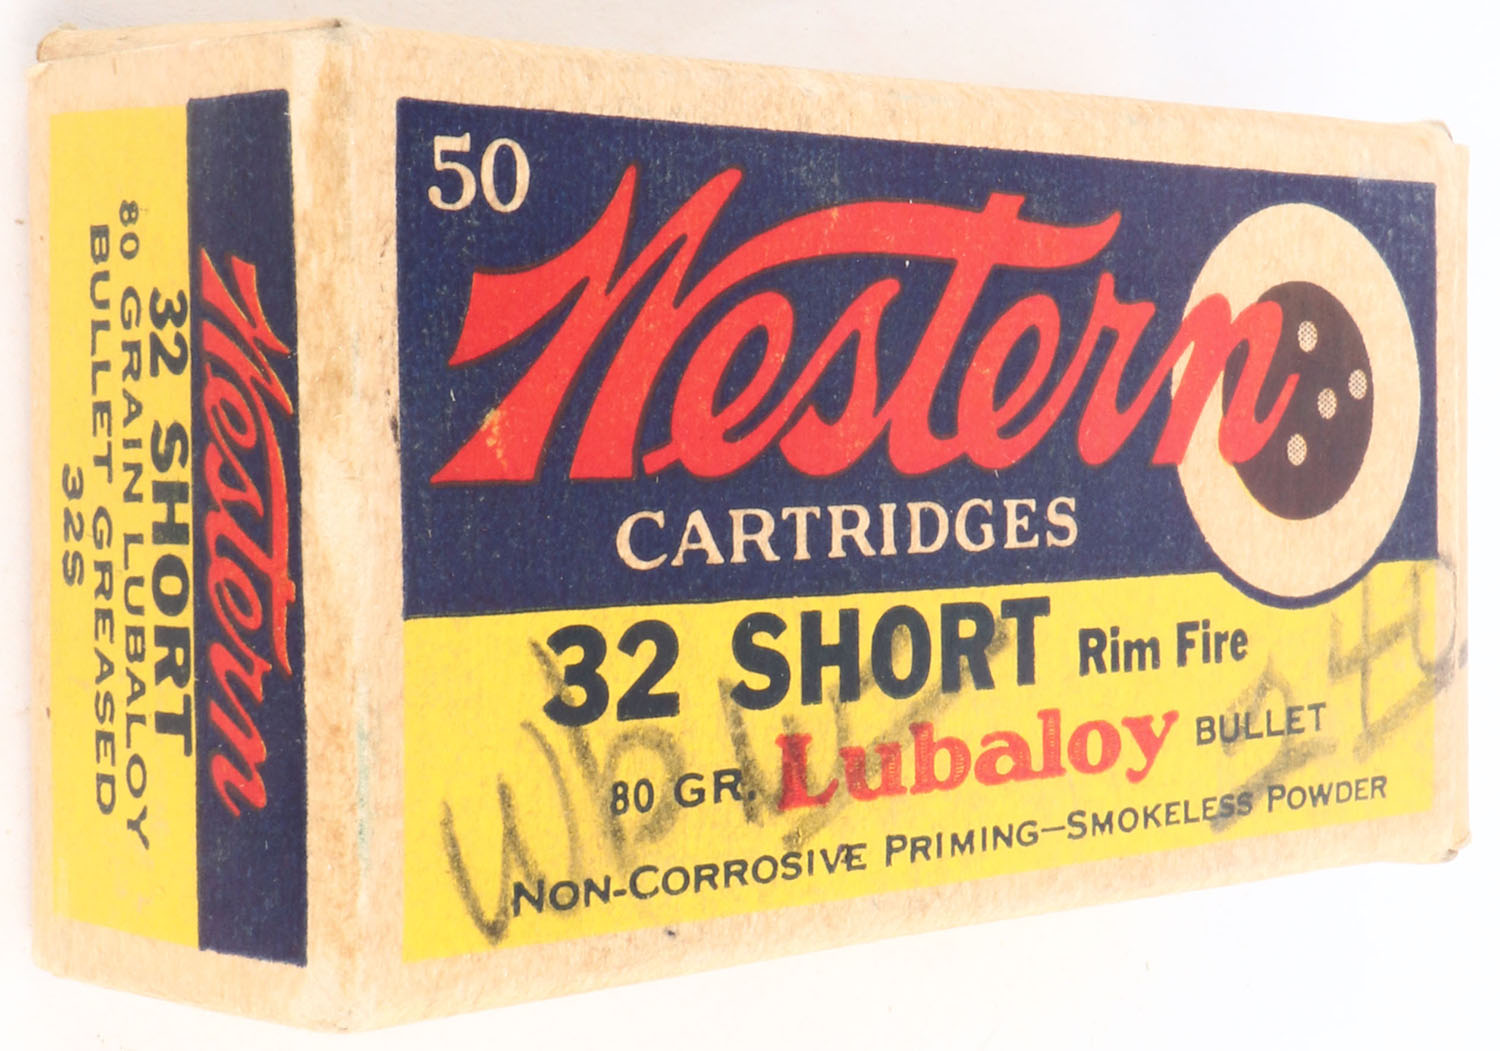 50
Western
CARTRIDGES
32 SHORT Rim Fire
80 GR. Lubaloy BULLET
NON-CORROSIVE PRIMING—SMOKELESS POWDER
Western
32 SHORT
80 GRAIN LUBALOY
BULLET GREASED
32S